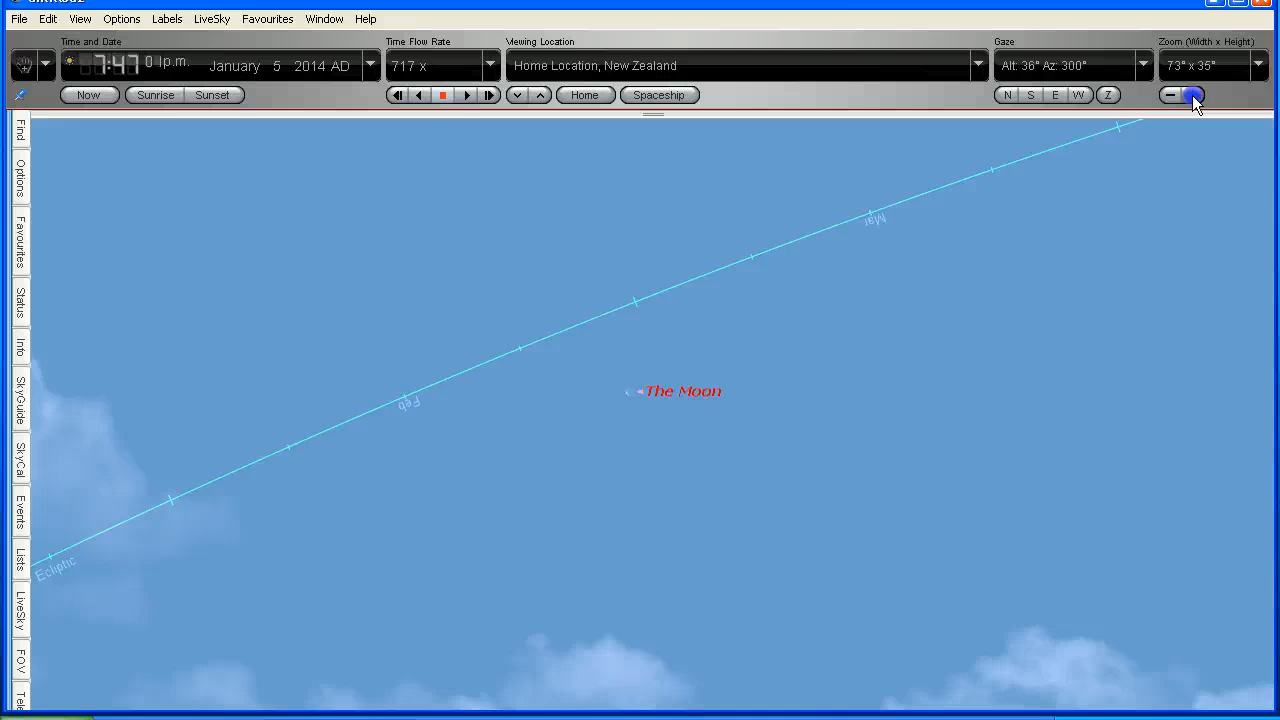 File Edit View Options Labels LiveSky Favourites Window Help
Time and Date
Time Flow Rate
Viewing Location
Gaze
Zoom (Width x Height)
7:47 p.m. January 5 2014 AD
717 x
Home Location, New Zealand
Alt: 36° Az: 300°
73° x 35°
Now Sunrise Sunset
Home Spaceship
N S E W Z
Find
Options
Favourites
Status
Info
SkyGuide
SkyCal
Events
Lists
LiveSky
FOV
Mar
The Moon
Feb
Ecliptic